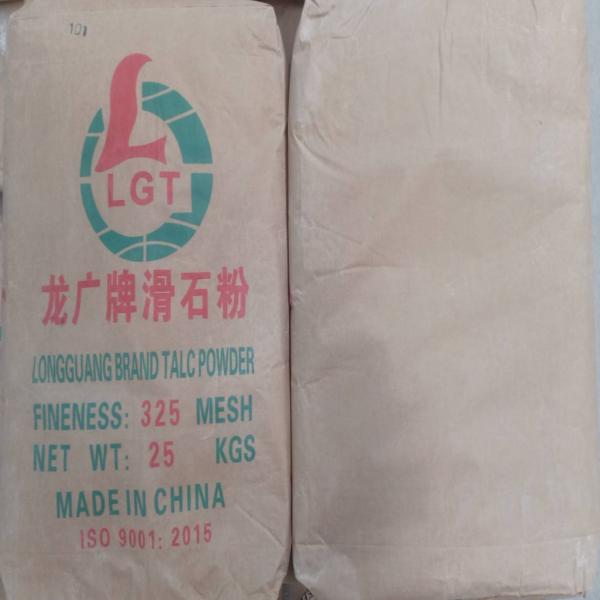 101
LGT
龙广牌滑石粉
LONGGUANG BRAND TALC POWDER
FINENESS: 325 MESH
NET WT: 25 KGS
MADE IN CHINA
ISO 9001: 2015